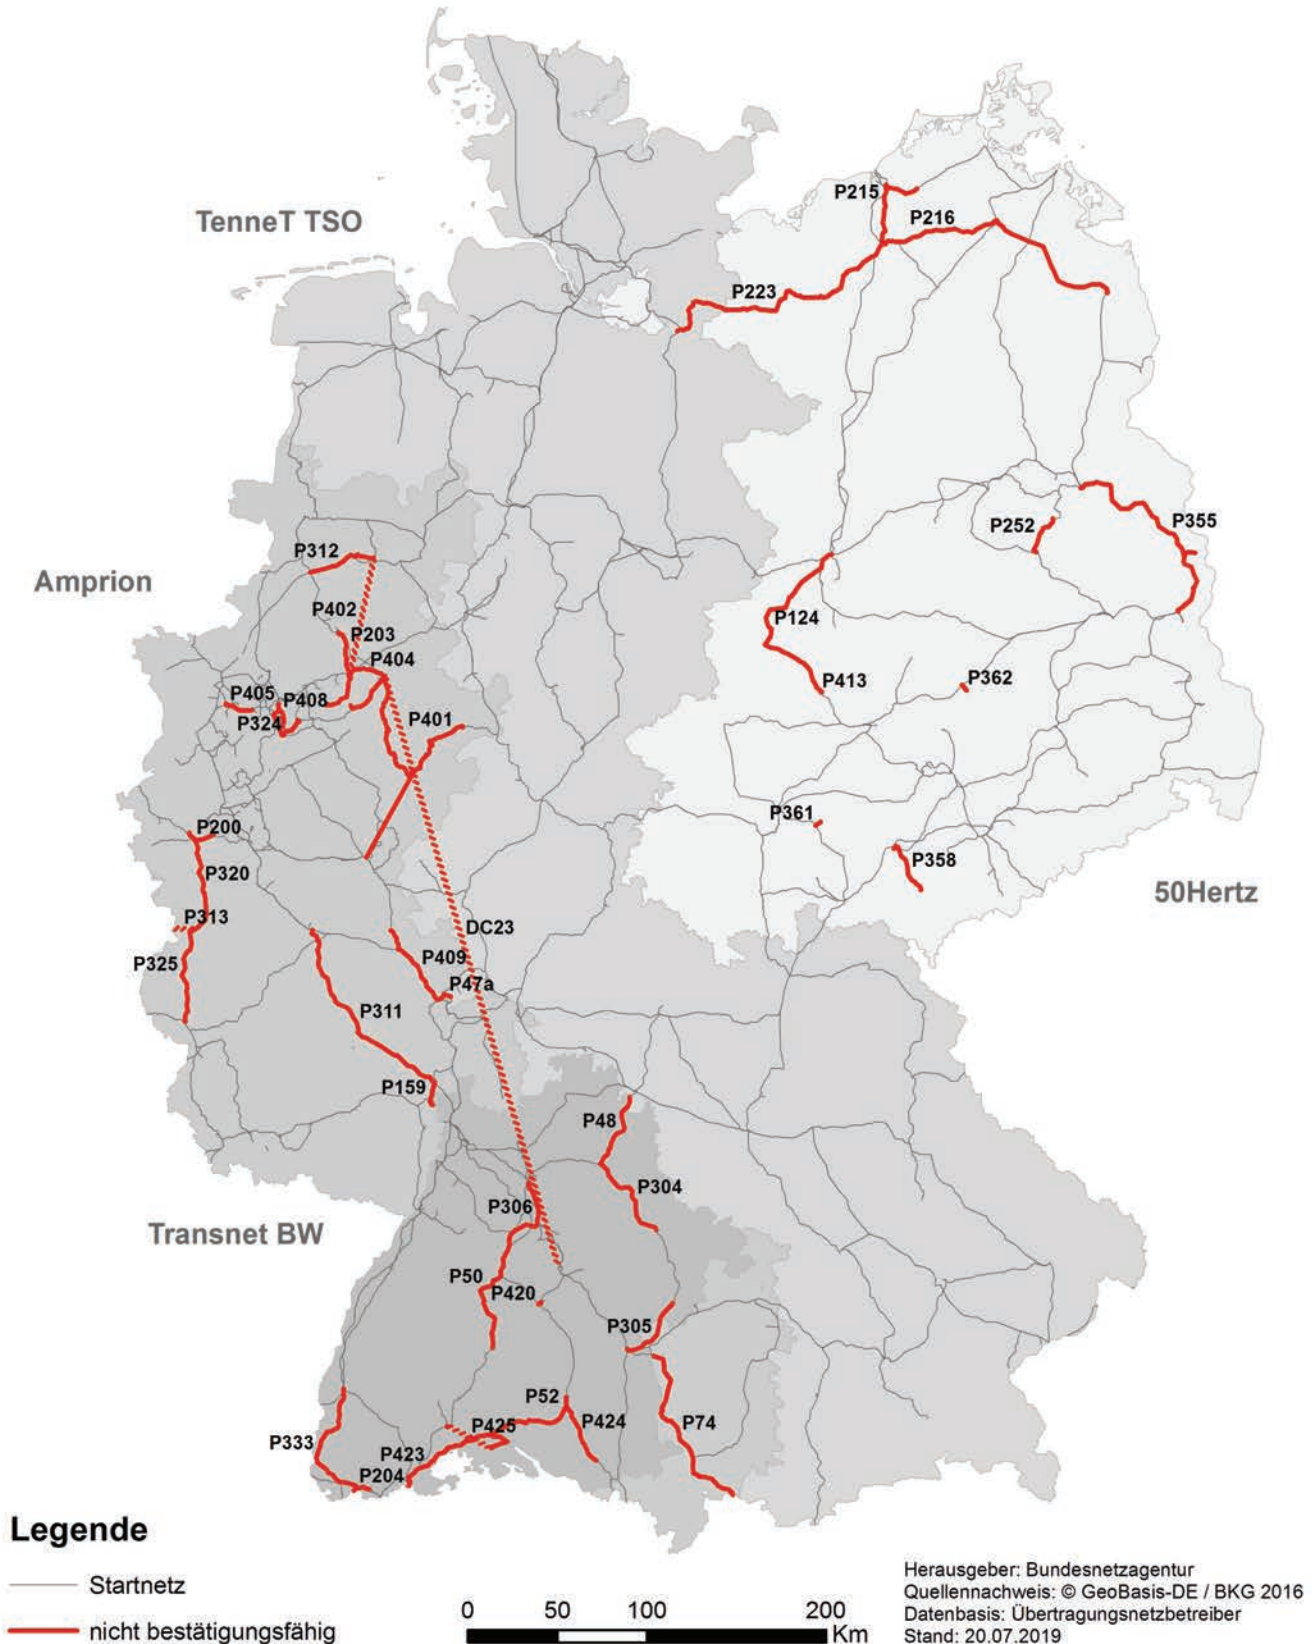 TenneT TSO
P215
P216
P223
P252
P355
P312
Amprion
P402
P203
P124
P404
P413
P362
P405
P408
P324
P401
P361
P200
P358
P320
50Hertz
P313
DC23
P409
P325
P47a
P311
P159
P48
P304
P306
Transnet BW
P50
P420
P305
P52
P425
P424
P74
P333
P423
P204
Legende
Startnetz
nicht bestätigungsfähig
0 50 100 200
Km
Herausgeber: Bundesnetzagentur
Quellennachweis: © GeoBasis-DE / BKG 2016
Datenbasis: Übertragungsnetzbetreiber
Stand: 20.07.2019